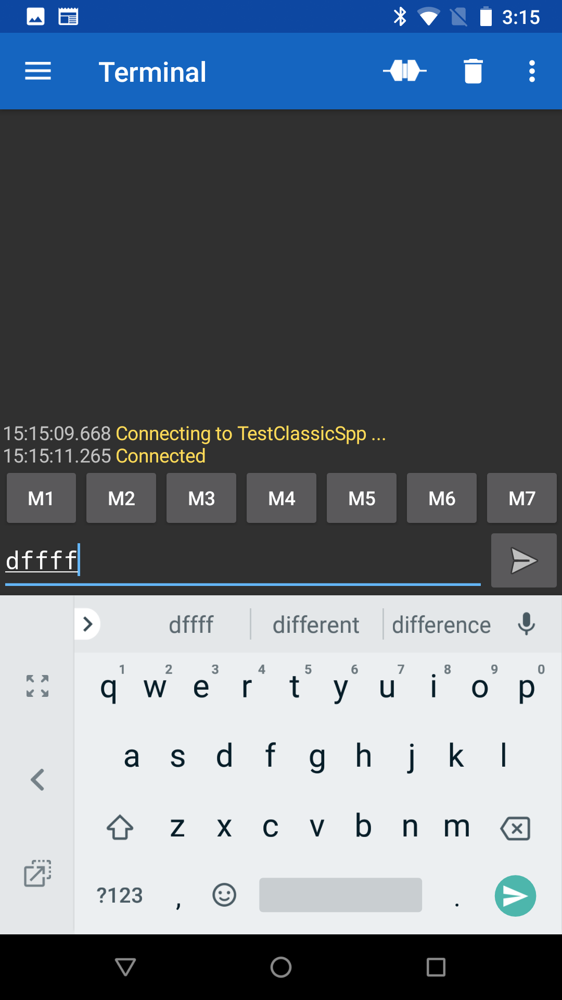 3:15
Terminal
15:15:09.668 Connecting to TestClassicSpp ...
15:15:11.265 Connected
M1 M2 M3 M4 M5 M6 M7
dffff
dffff different difference
1 2 3 4 5 6 7 8 9 0
q w e r t y u i o p
a s d f g h j k l
z x c v b n m
?123 , .